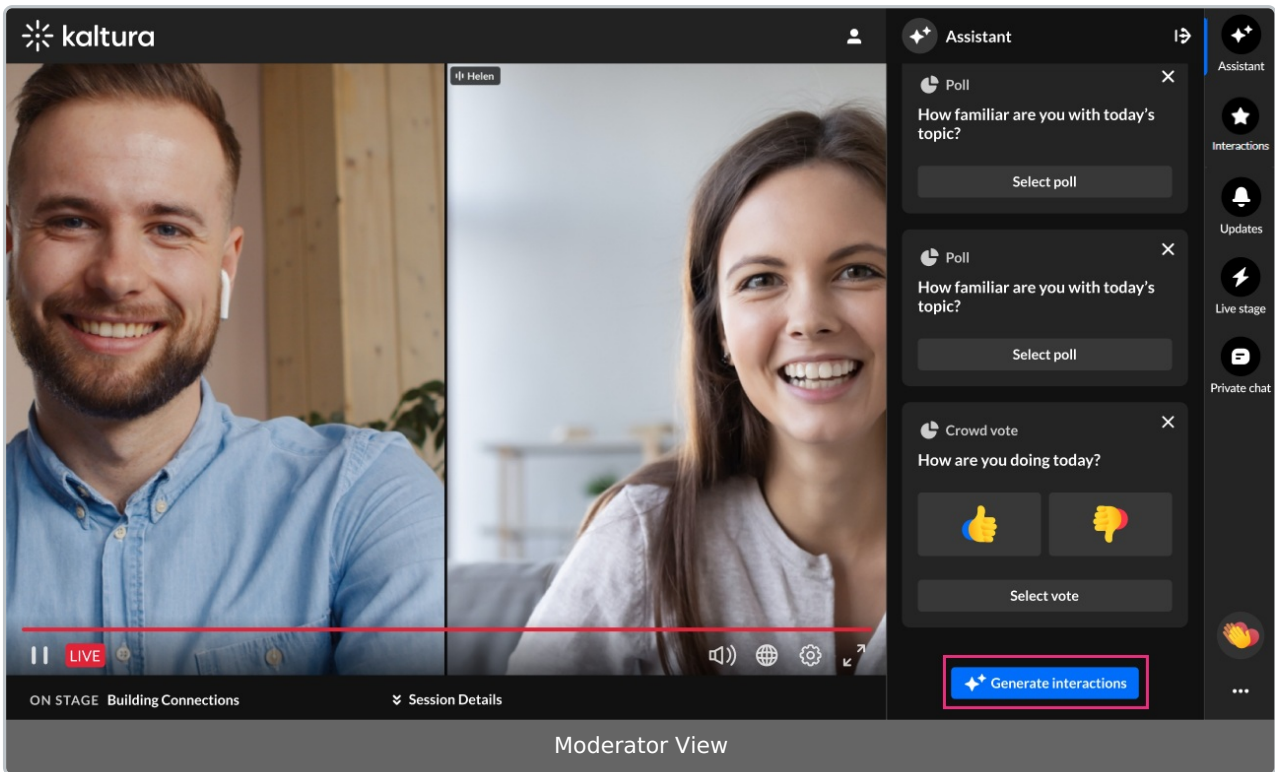 kaltura
Helen
LIVE
ON STAGE Building Connections
Session Details
Assistant
Poll
How familiar are you with today's
topic?
Select poll
Poll
How familiar are you with today's
topic?
Select poll
Crowd vote
How are you doing today?
Select vote
Generate interactions
Assistant
Interactions
Updates
Live stage
Private chat
Moderator View